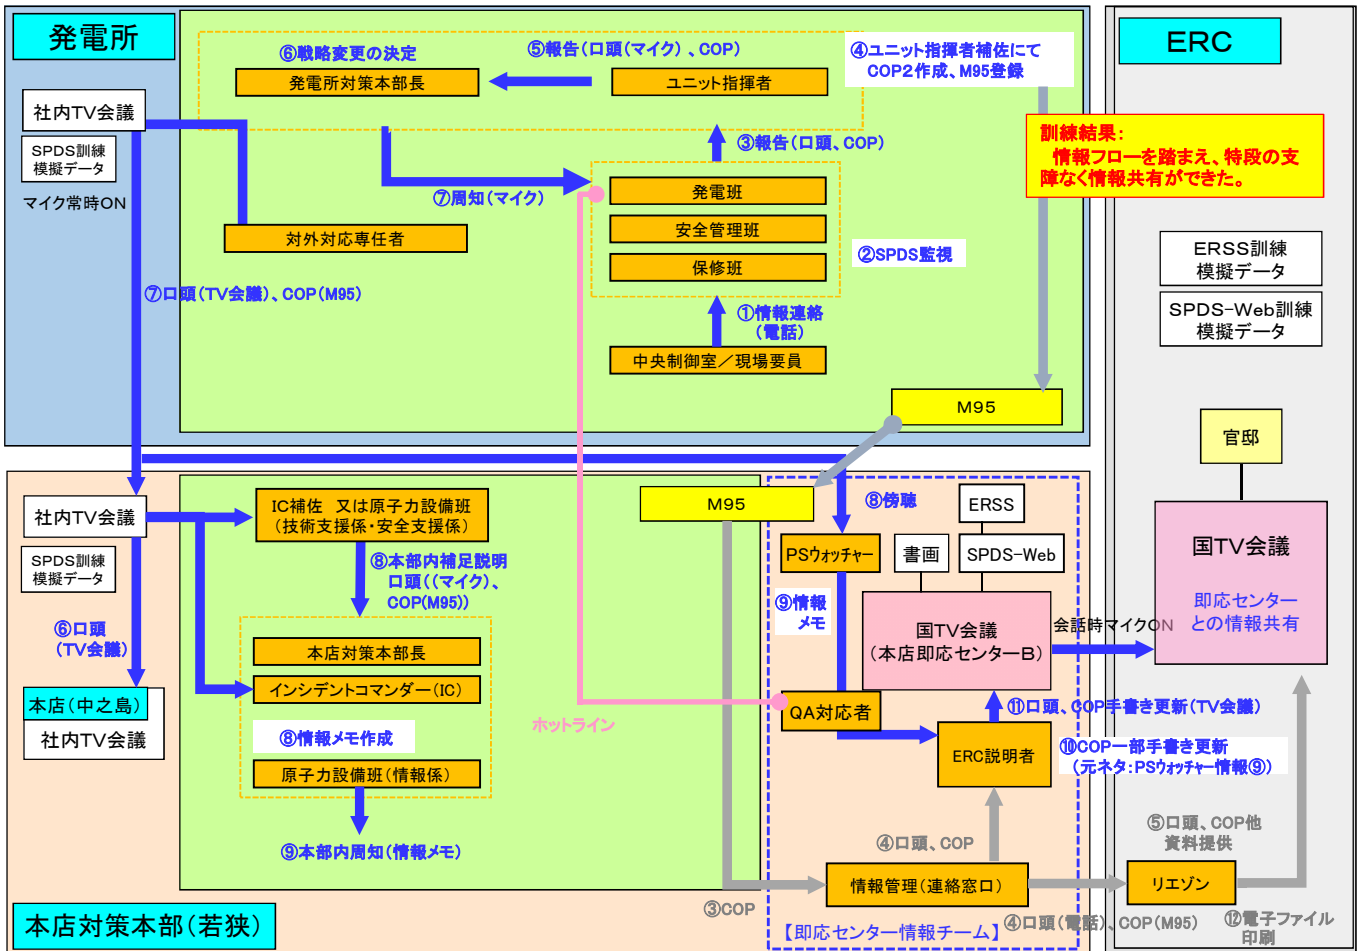 発電所
社内TV会議
SPDS訓練
模擬データ
マイク常時ON
⑥戦略変更の決定
発電所対策本部長
⑤報告(口頭(マイク)、COP)
ユニット指揮者
④ユニット指揮者補佐にて
COP2作成、M95登録
③報告(口頭、COP)
⑦周知(マイク)
発電班
安全管理班
保修班
②SPDS監視
対外対応専任者
⑦口頭(TV会議)、COP(M95)
①情報連絡
(電話)
中央制御室/現場要員
M95
ERC
訓練結果:
情報フローを踏まえ、特段の支
障なく情報共有ができた。
ERSS訓練
模擬データ
SPDS-Web訓練
模擬データ
官邸
国TV会議
即応センター
との情報共有
社内TV会議
SPDS訓練
模擬データ
⑥口頭
(TV会議)
本店(中之島)
社内TV会議
IC補佐 又は原子力設備班
(技術支援係・安全支援係)
⑧本部内補足説明
口頭((マイク)、
COP(M95))
本店対策本部長
インシデントコマンダー(IC)
⑧情報メモ作成
原子力設備班(情報係)
⑨本部内周知(情報メモ)
ホットライン
M95
⑧傍聴
ERSS
PSウォッチャー
書画
SPDS-Web
⑨情報
メモ
国TV会議
(本店即応センターB)
会話時マイクON
QA対応者
⑪口頭、COP手書き更新(TV会議)
ERC説明者
⑩COP一部手書き更新
(元ネタ:PSウォッチャー情報⑨)
④口頭、COP
⑤口頭、COP他
資料提供
情報管理(連絡窓口)
リエゾン
③COP
④口頭(電話)、COP(M95)
⑫電子ファイル
印刷
【即応センター情報チーム】
本店対策本部(若狭)